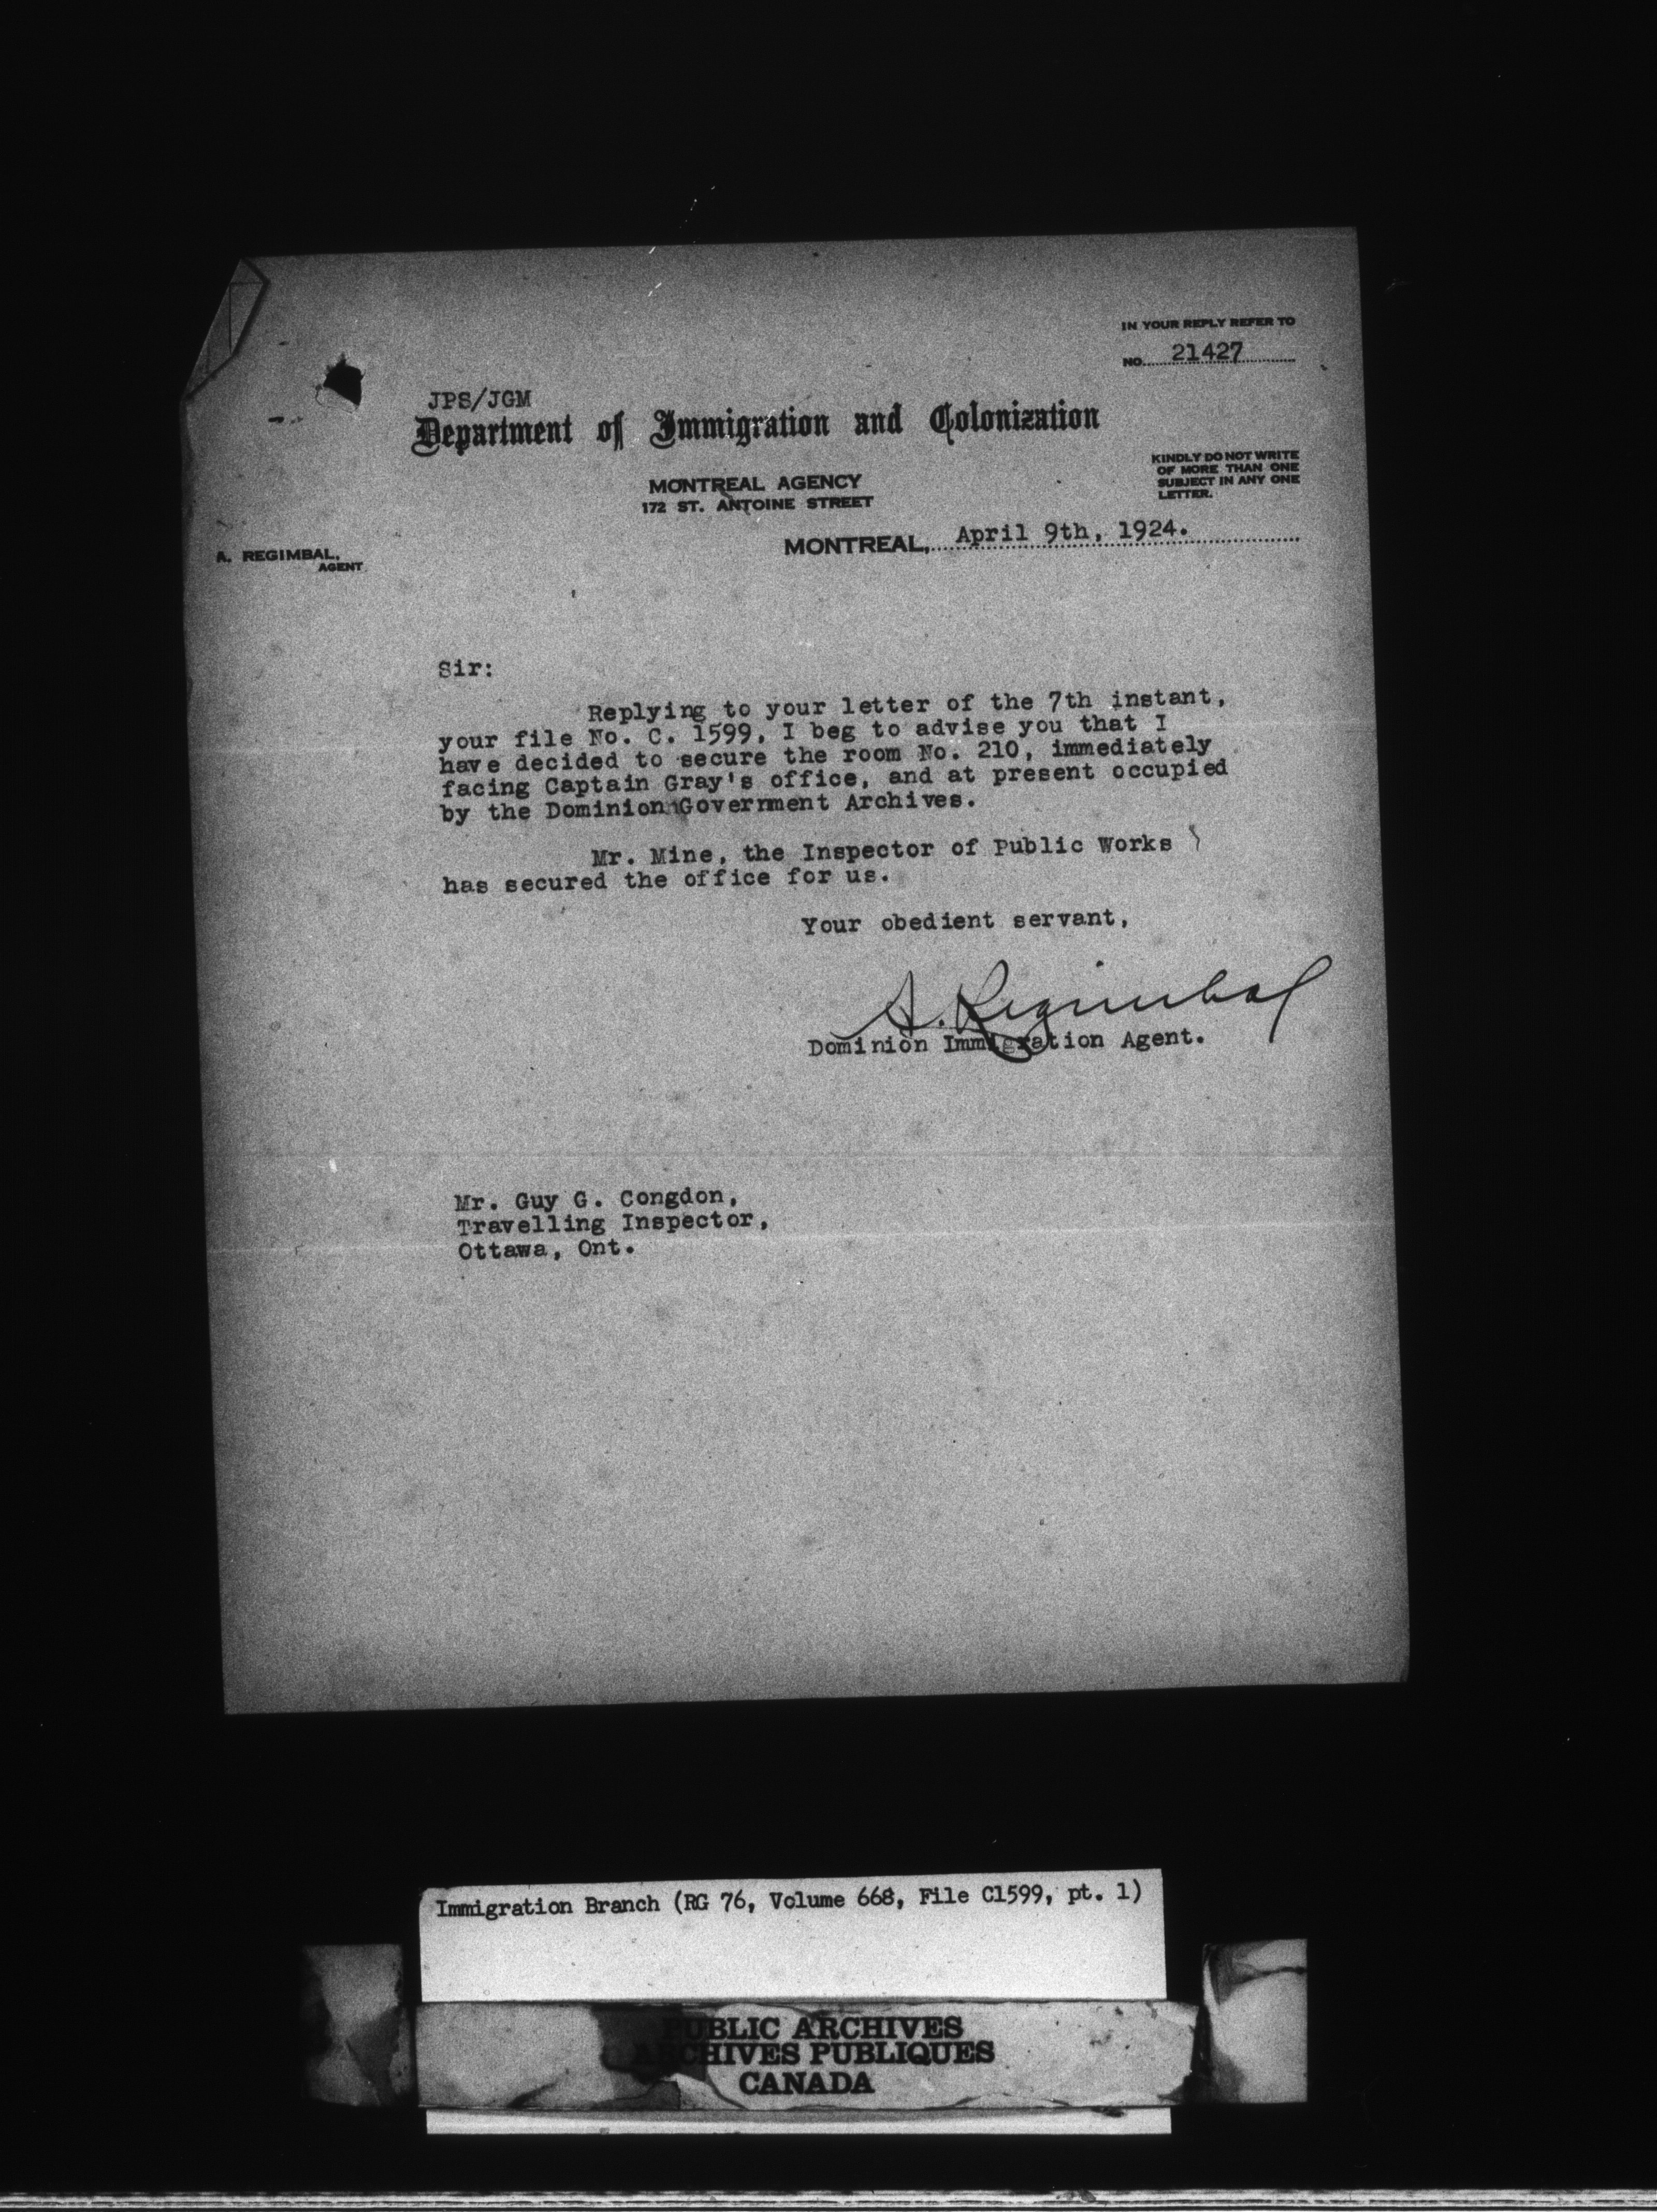 IN YOUR REPLY REFER TO
NO. 21427
JPS/JGM
Department of Immigration and Colonization
KINDLY DO NOT WRITE
OF MORE THAN ONE
SUBJECT IN ANY ONE
LETTER.
MONTREAL AGENCY
172 ST. ANTOINE STREET
MONTREAL, April 9th, 1924.
A. REGIMBAL,
AGENT
Sir:
Replying to your letter of the 7th instant,
your file No. C. 1599, I beg to advise you that I
have decided to secure the room No. 210, immediately
facing Captain Gray's office, and at present occupied
by the Dominion Government Archives.
Mr. Mine, the Inspector of Public Works
has secured the office for us.
Your obedient servant,
A. Regimbal
Dominion Immigration Agent.
Mr. Guy G. Congdon,
Travelling Inspector,
Ottawa, Ont.
Immigration Branch (RG 76, Volume 668, File C1599, pt. 1)
PUBLIC ARCHIVES
ARCHIVES PUBLIQUES
CANADA